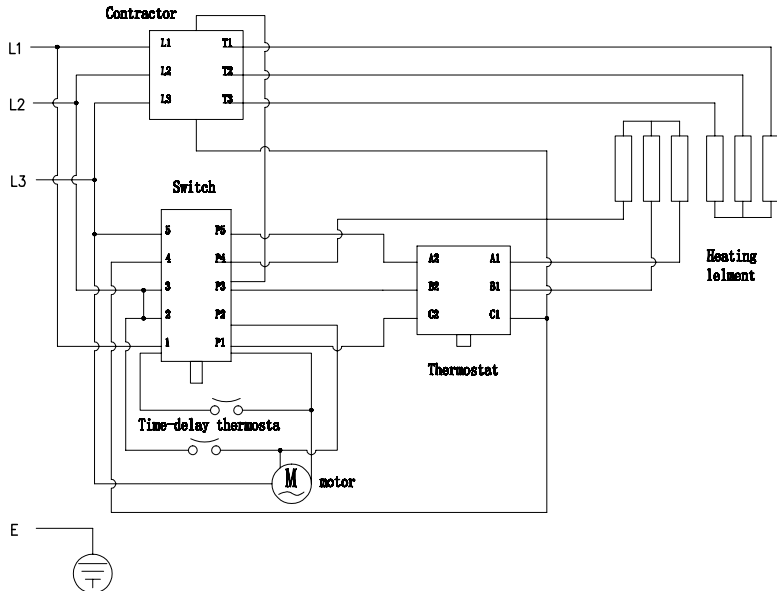 Contractor
L1
L1 T1
L2 T2
L2
L3 T3
L3
Switch
5 P5
4 P4
3 P3
2 P2
1 P1
A2 A1
B2 B1
C2 C1
Heating
lelment
Thermostat
Time-delay thermosta
M
motor
E